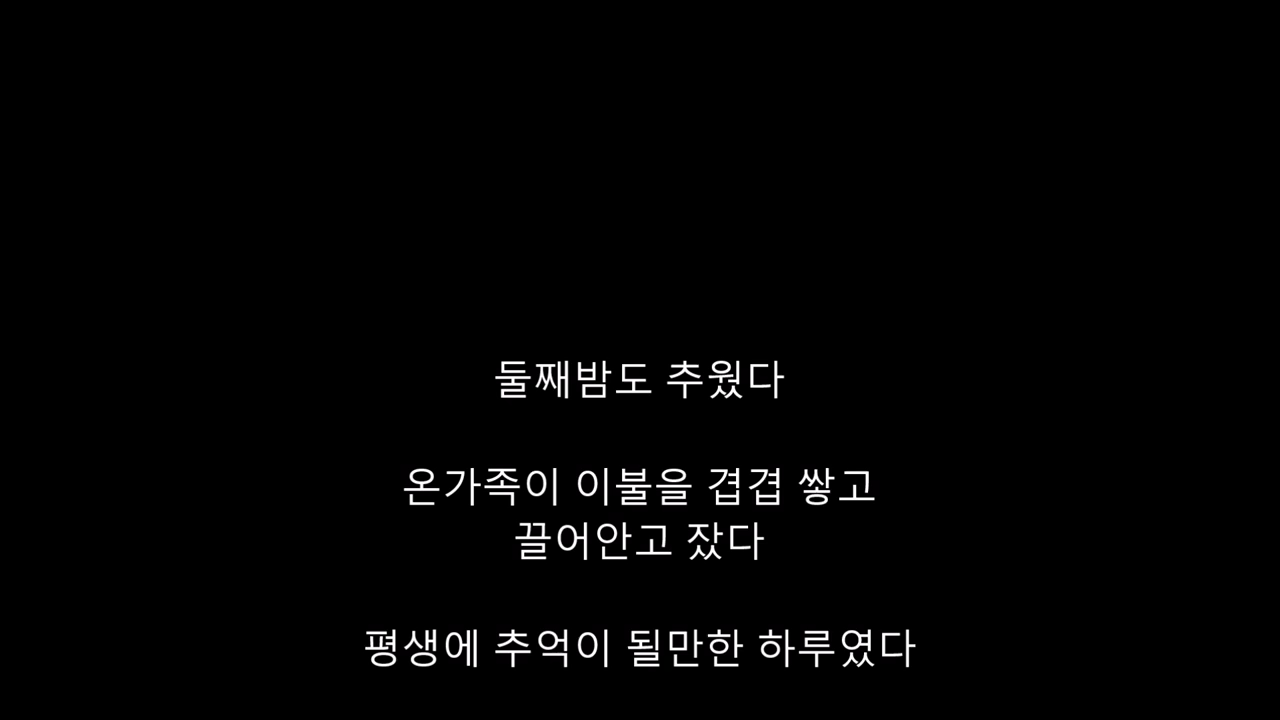 둘째밤도 추웠다
온가족이 이불을 겹겹 쌓고
끌어안고 잤다
평생에 추억이 될만한 하루였다